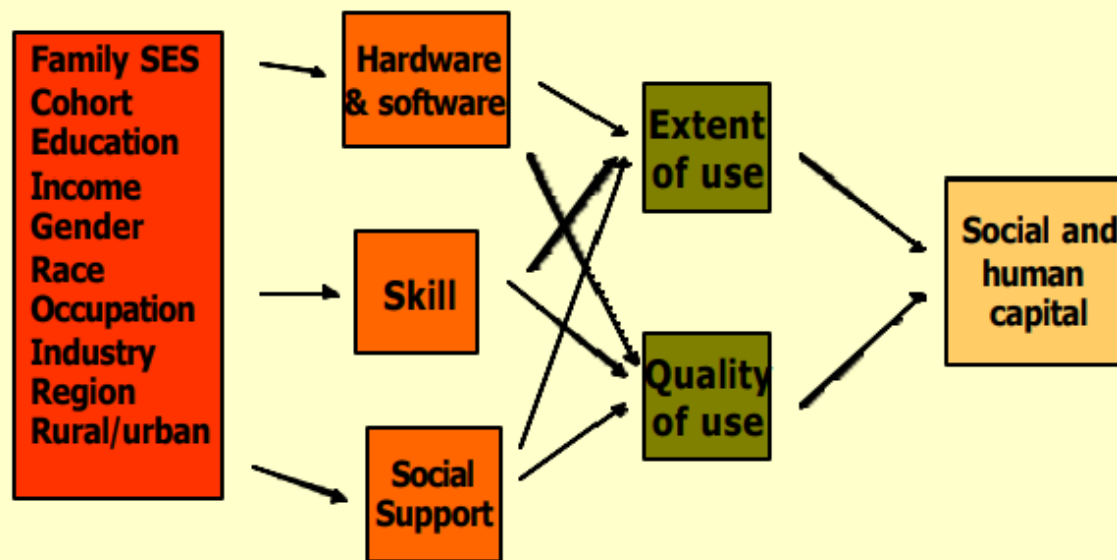 Family SES
Cohort
Education
Income
Gender
Race
Occupation
Industry
Region
Rural/urban
Hardware
& software
Skill
Social
Support
Extent
of use
Quality
of use
Social and
human
capital